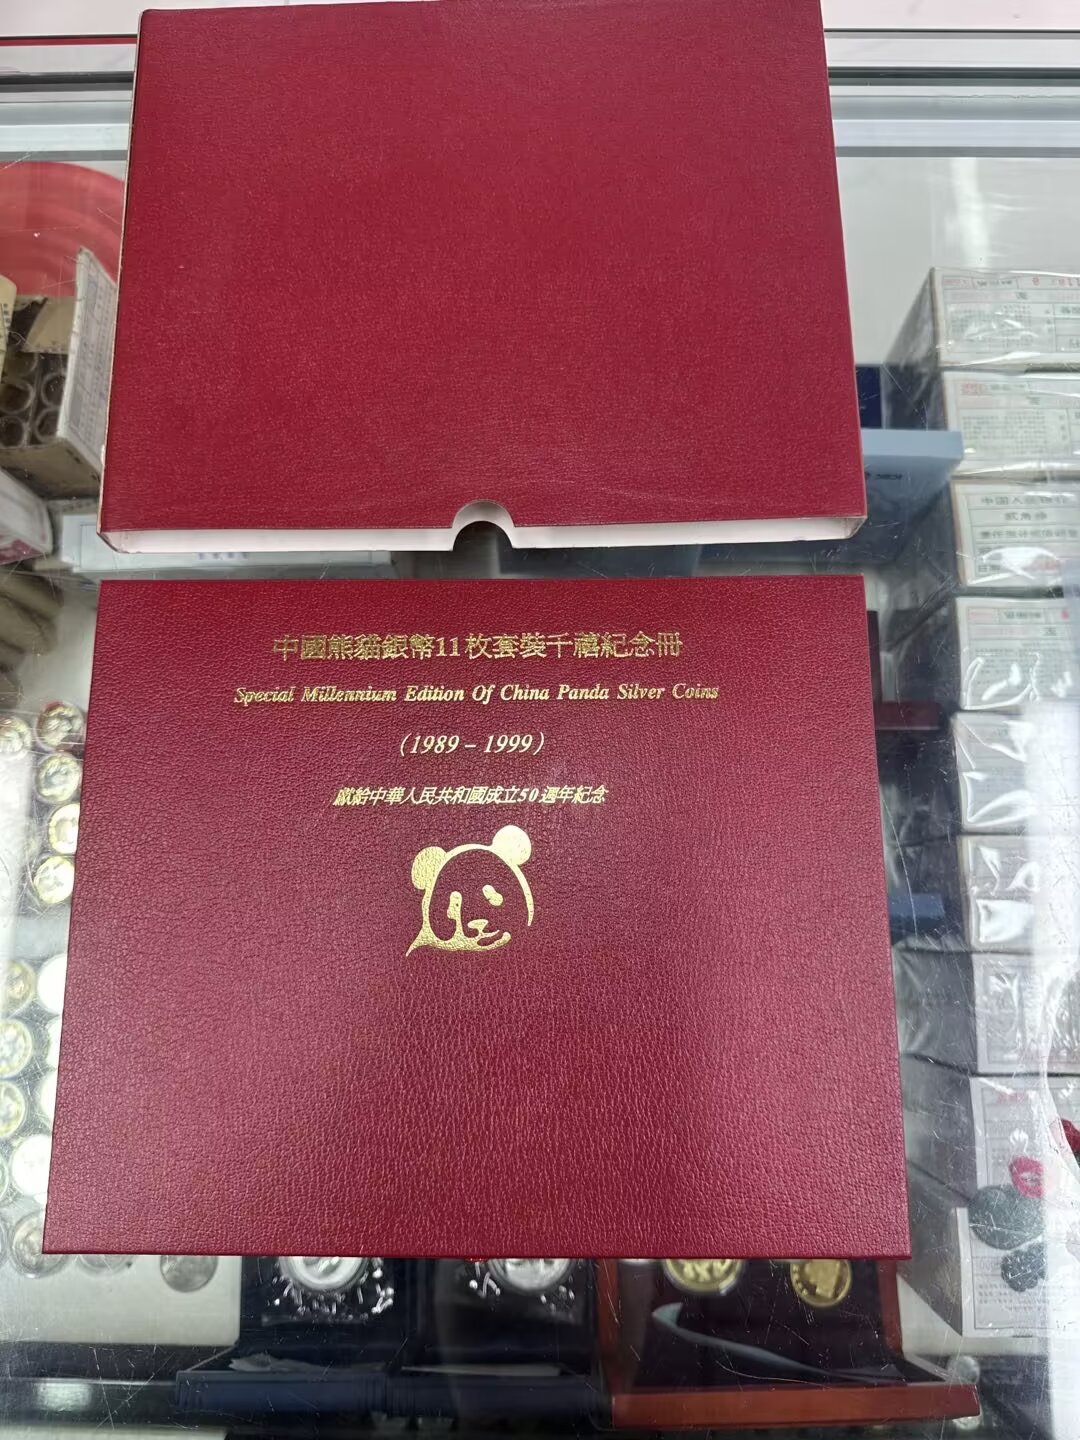 中國熊貓銀幣11枚套裝千禧紀念冊
Special Millennium Edition Of China Panda Silver Coins
(1989 - 1999)
獻給中華人民共和國成立50週年紀念